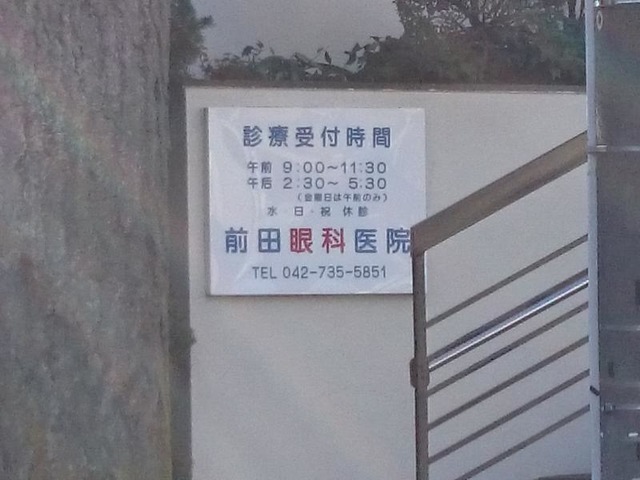 診療受付時間
午前 9:00～11:30
午后 2:30～ 5:30
（金曜日は午前のみ）
水 日・祝 休診
前田眼科医院
TEL 042-735-5851